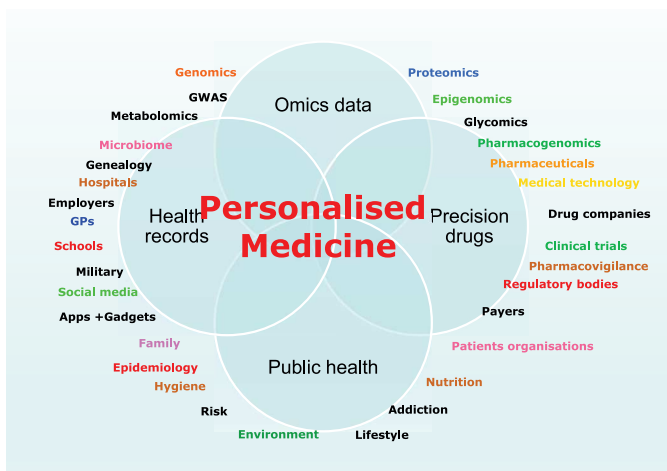 Genomics
Proteomics
GWAS
Omics data
Epigenomics
Metabolomics
Glycomics
Microbiome
Pharmacogenomics
Genealogy
Pharmaceuticals
Hospitals
Medical technology
Employers
Personalised
Drug companies
GPs
Health
records
Precision
drugs
Schools
Medicine
Clinical trials
Military
Pharmacovigilance
Social media
Regulatory bodies
Apps +Gadgets
Payers
Family
Patients organisations
Epidemiology
Public health
Hygiene
Nutrition
Risk
Addiction
Environment
Lifestyle